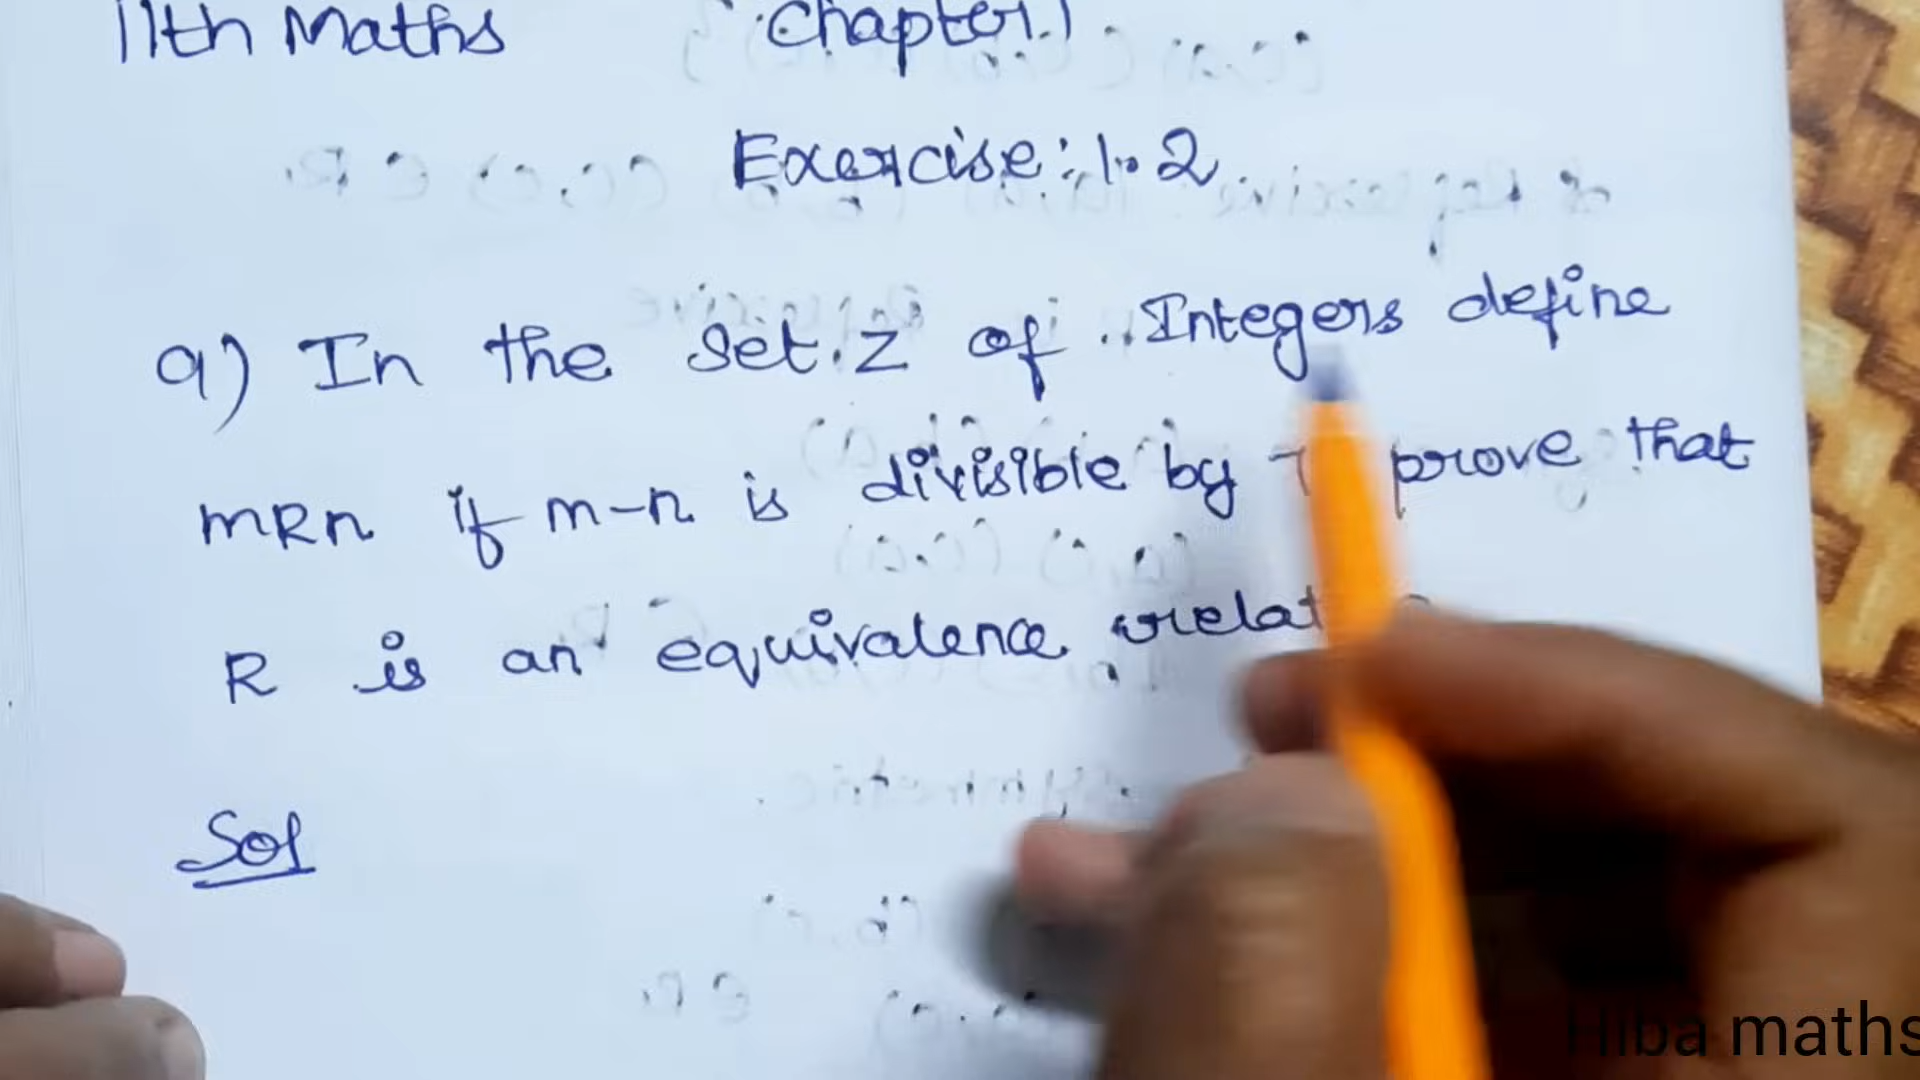 11th Maths Chapter.1
Exercise: 1.2
9) In the set Z of Integers define
mRn if m-n is divisible by prove that
R is an equivalence
Sol
Hiba maths